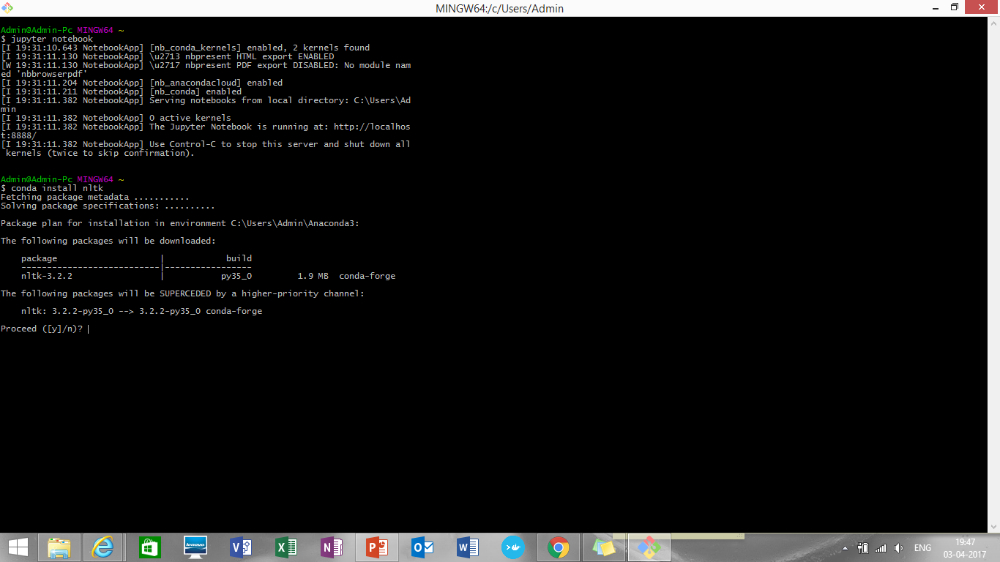 MINGW64:/c/Users/Admin
Admin@Admin-Pc MINGW64 ~
$ jupyter notebook
[I 19:31:10.643 NotebookApp] [nb_conda_kernels] enabled, 2 kernels found
[I 19:31:11.130 NotebookApp] \u2713 nbpresent HTML export ENABLED
[W 19:31:11.130 NotebookApp] \u2717 nbpresent PDF export DISABLED: No module nam
ed 'nbbrowserpdf'
[I 19:31:11.204 NotebookApp] [nb_anacondacloud] enabled
[I 19:31:11.211 NotebookApp] [nb_conda] enabled
[I 19:31:11.382 NotebookApp] Serving notebooks from local directory: C:\Users\Ad
min
[I 19:31:11.382 NotebookApp] 0 active kernels
[I 19:31:11.382 NotebookApp] The Jupyter Notebook is running at: http://localhos
t:8888/
[I 19:31:11.382 NotebookApp] Use Control-C to stop this server and shut down all
 kernels (twice to skip confirmation).
Admin@Admin-Pc MINGW64 ~
$ conda install nltk
Fetching package metadata ...........
Solving package specifications: ..........
Package plan for installation in environment C:\Users\Admin\Anaconda3:
The following packages will be downloaded:
    package                    |            build
    ---------------------------|-----------------
    nltk-3.2.2                 |           py35_0         1.9 MB  conda-forge
The following packages will be SUPERCEDED by a higher-priority channel:
    nltk: 3.2.2-py35_0 --> 3.2.2-py35_0 conda-forge
Proceed ([y]/n)?
lenovo
ENG
19:47
03-04-2017